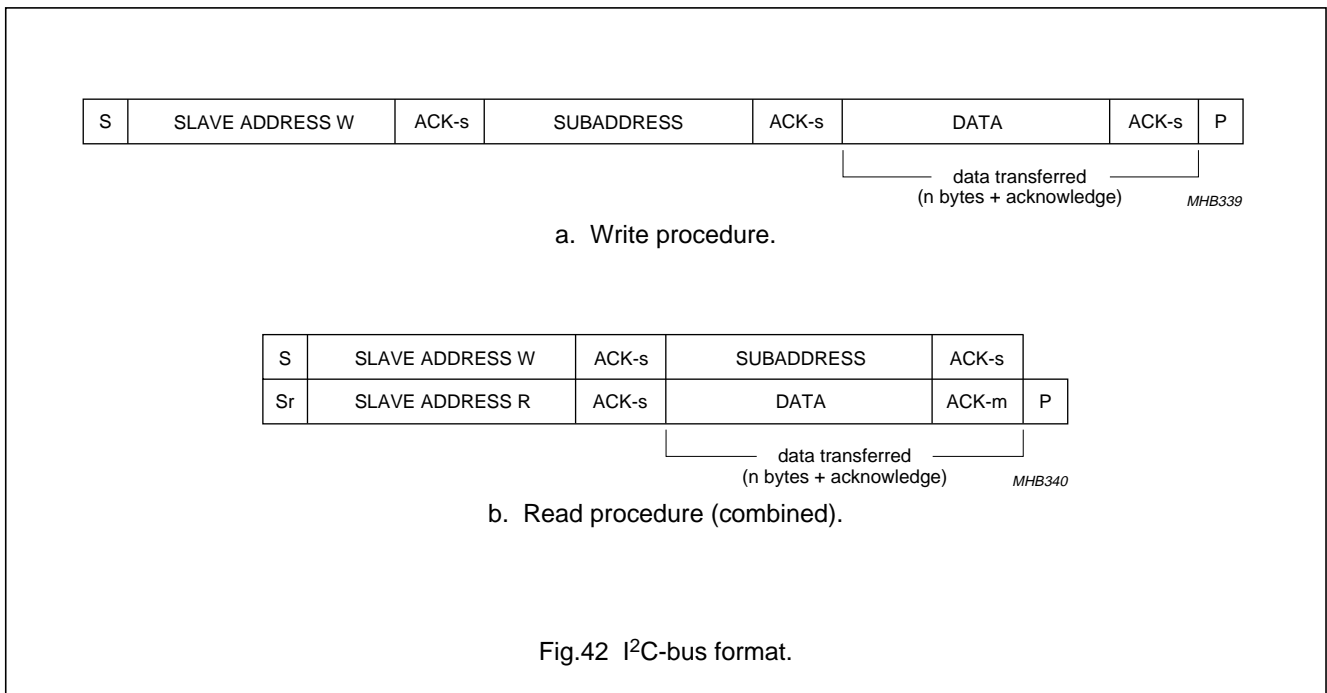 S SLAVE ADDRESS W ACK-s SUBADDRESS ACK-s DATA ACK-s P
data transferred
(n bytes + acknowledge)
MHB339
a. Write procedure.
S SLAVE ADDRESS W ACK-s SUBADDRESS ACK-s
Sr SLAVE ADDRESS R ACK-s DATA ACK-m P
data transferred
(n bytes + acknowledge)
MHB340
b. Read procedure (combined).
Fig.42 I²C-bus format.